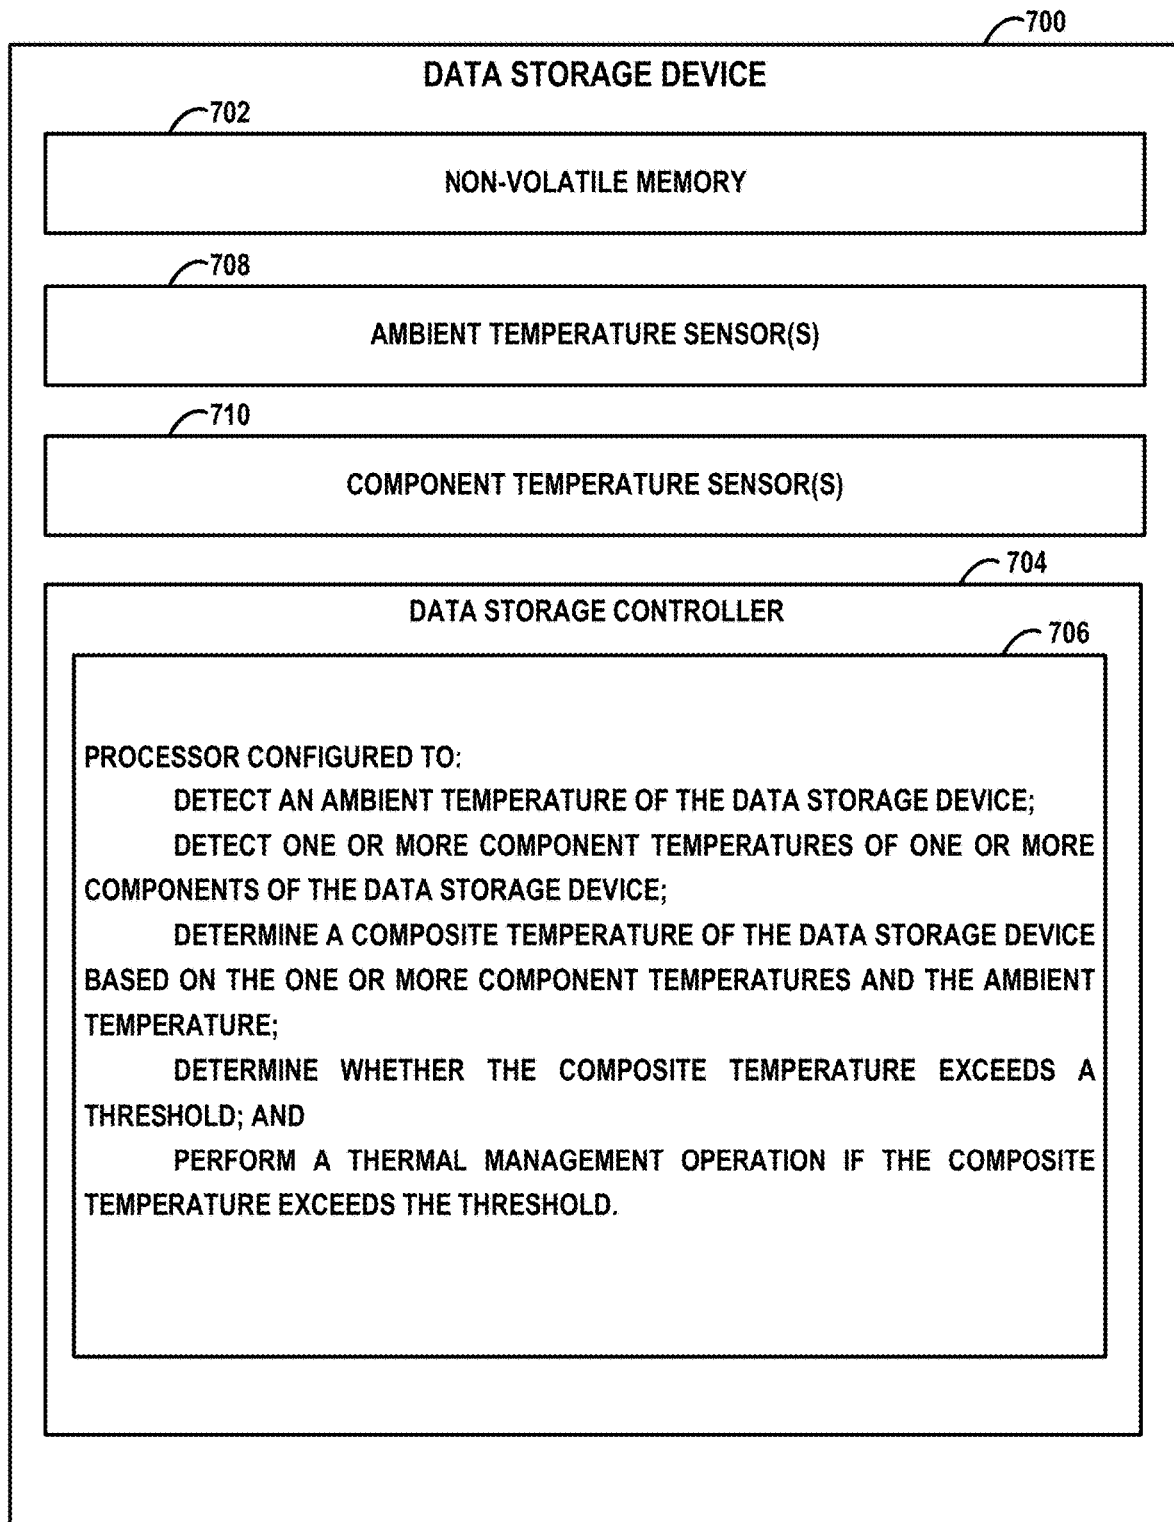 700
DATA STORAGE DEVICE
702
NON-VOLATILE MEMORY
708
AMBIENT TEMPERATURE SENSOR(S)
710
COMPONENT TEMPERATURE SENSOR(S)
704
DATA STORAGE CONTROLLER
706
PROCESSOR CONFIGURED TO:
DETECT AN AMBIENT TEMPERATURE OF THE DATA STORAGE DEVICE;
DETECT ONE OR MORE COMPONENT TEMPERATURES OF ONE OR MORE
COMPONENTS OF THE DATA STORAGE DEVICE;
DETERMINE A COMPOSITE TEMPERATURE OF THE DATA STORAGE DEVICE
BASED ON THE ONE OR MORE COMPONENT TEMPERATURES AND THE AMBIENT
TEMPERATURE;
DETERMINE WHETHER THE COMPOSITE TEMPERATURE EXCEEDS A
THRESHOLD; AND
PERFORM A THERMAL MANAGEMENT OPERATION IF THE COMPOSITE
TEMPERATURE EXCEEDS THE THRESHOLD.